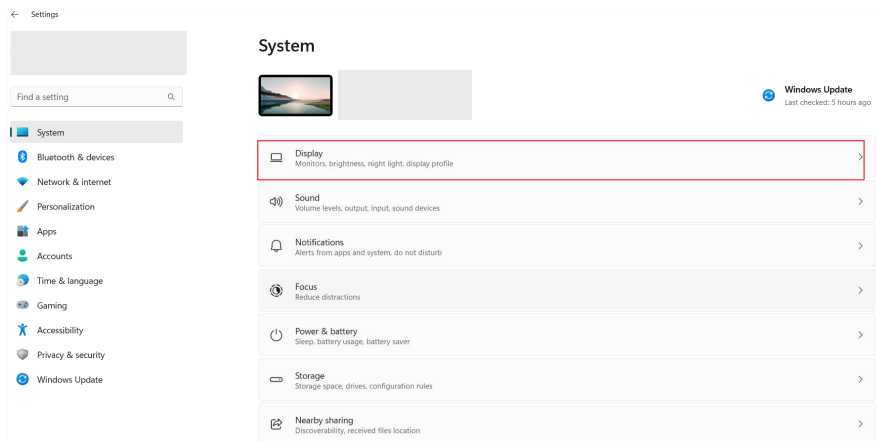 Settings
System
Find a setting
Windows Update
Last checked: 5 hours ago
System
Bluetooth & devices
Network & internet
Personalization
Apps
Accounts
Time & language
Gaming
Accessibility
Privacy & security
Windows Update
Display
Monitors, brightness, night light, display profile
Sound
Volume levels, output, input, sound devices
Notifications
Alerts from apps and system, do not disturb
Focus
Reduce distractions
Power & battery
Sleep, battery usage, battery saver
Storage
Storage space, drives, configuration rules
Nearby sharing
Discoverability, received files location